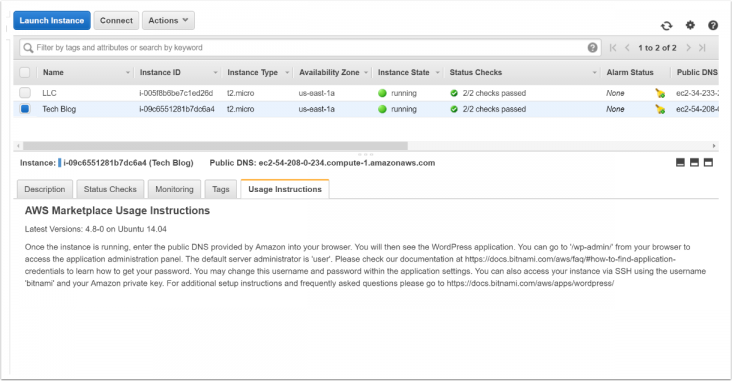 Launch Instance Connect Actions
Filter by tags and attributes or search by keyword 1 to 2 of 2
Name Instance ID Instance Type Availability Zone Instance State Status Checks Alarm Status Public DNS
LLC i-005f8b6be7c1ed26d t2.micro us-east-1a running 2/2 checks passed None ec2-34-233-2
Tech Blog i-09c6551281b7dc6a4 t2.micro us-east-1a running 2/2 checks passed None ec2-54-208-0
Instance: i-09c6551281b7dc6a4 (Tech Blog) Public DNS: ec2-54-208-0-234.compute-1.amazonaws.com
Description Status Checks Monitoring Tags Usage Instructions
AWS Marketplace Usage Instructions
Latest Versions: 4.8-0 on Ubuntu 14.04
Once the instance is running, enter the public DNS provided by Amazon into your browser. You will then see the WordPress application. You can go to '/wp-admin/' from your browser to
access the application administration panel. The default server administrator is 'user'. Please check our documentation at https://docs.bitnami.com/aws/faq/#how-to-find-application-
credentials to learn how to get your password. You may change this username and password within the application settings. You can also access your instance via SSH using the username
'bitnami' and your Amazon private key. For additional setup instructions and frequently asked questions please go to https://docs.bitnami.com/aws/apps/wordpress/